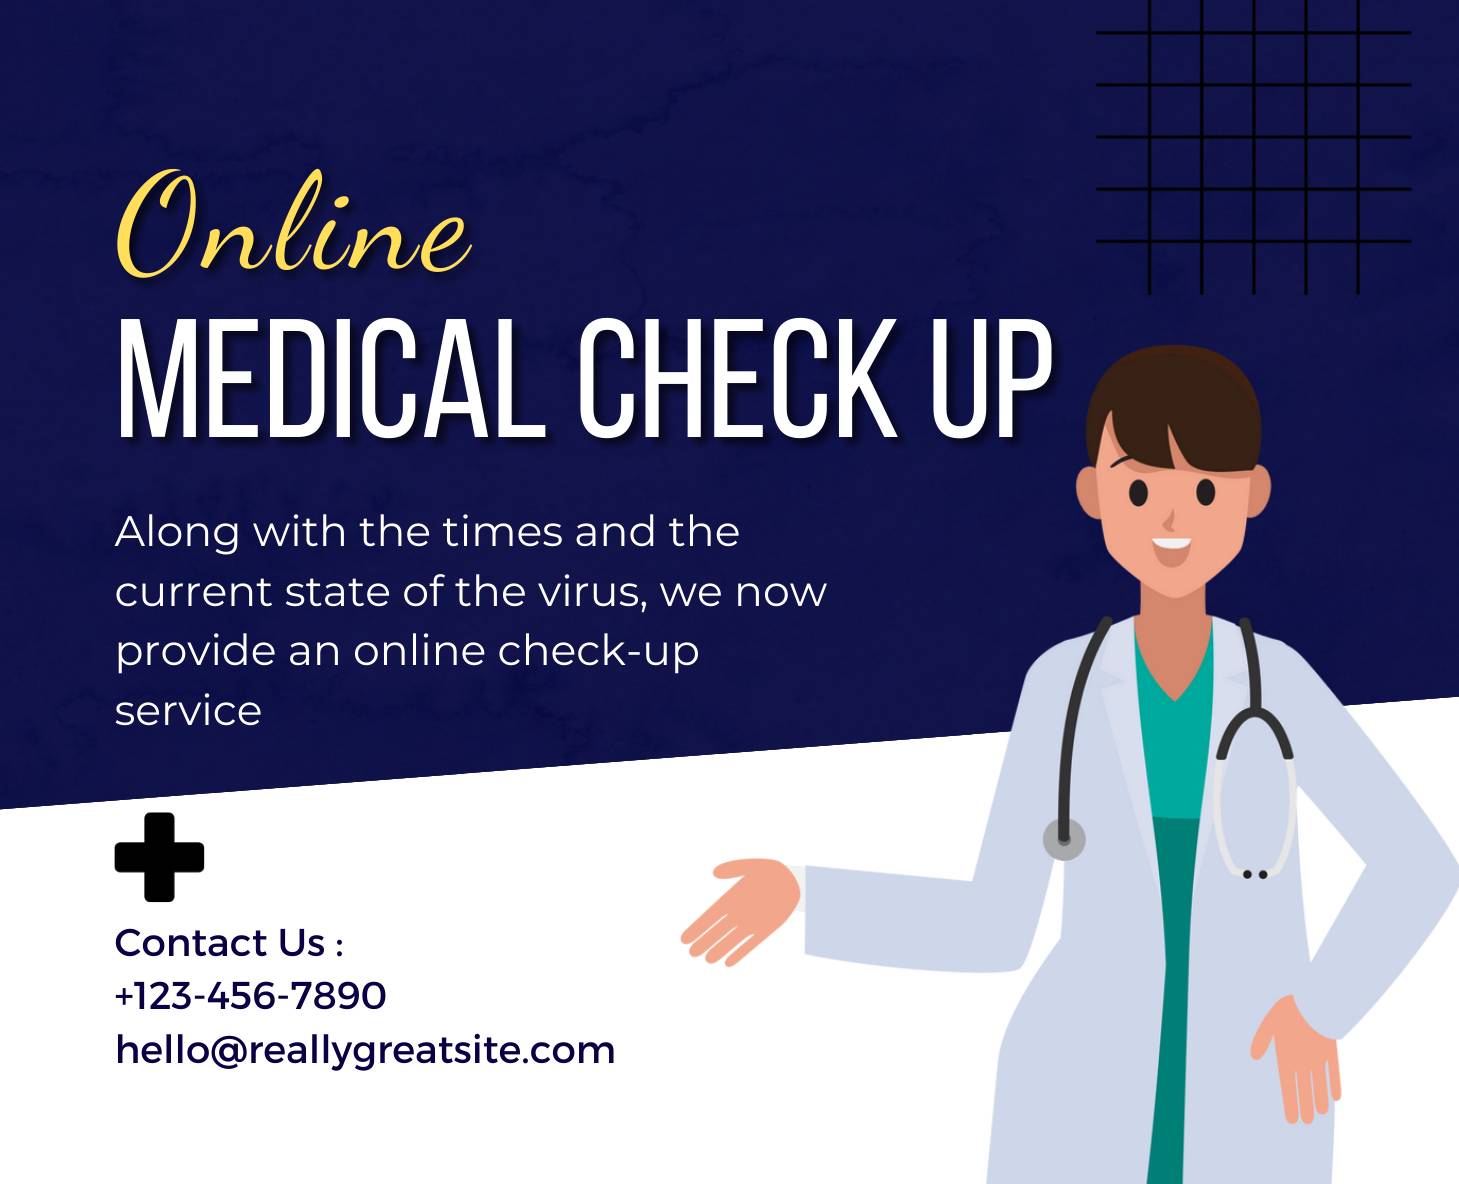 Online
MEDICAL CHECK UP
Along with the times and the
current state of the virus, we now
provide an online check-up
service
Contact Us :
+123-456-7890
hello@reallygreatsite.com